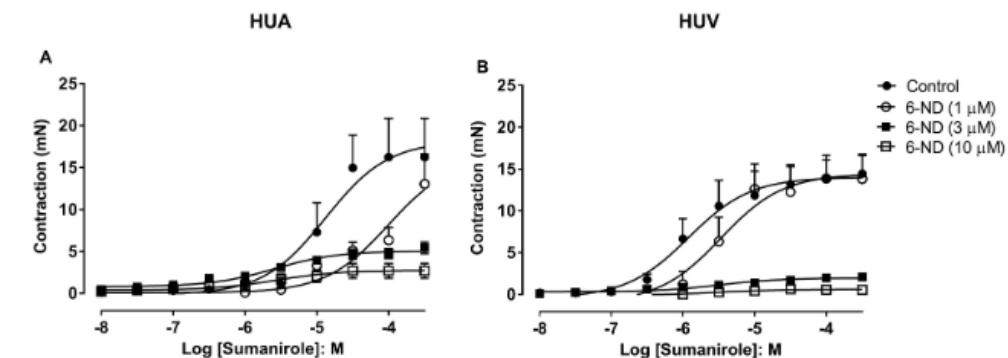 HUA
HUV
A
B
Control
6-ND (1 μM)
6-ND (3 μM)
6-ND (10 μM)
Contraction (mN)
25
20
15
10
5
0
-8 -7 -6 -5 -4
Log [Sumanirole]: M
Contraction (mN)
25
20
15
10
5
0
-8 -7 -6 -5 -4
Log [Sumanirole]: M